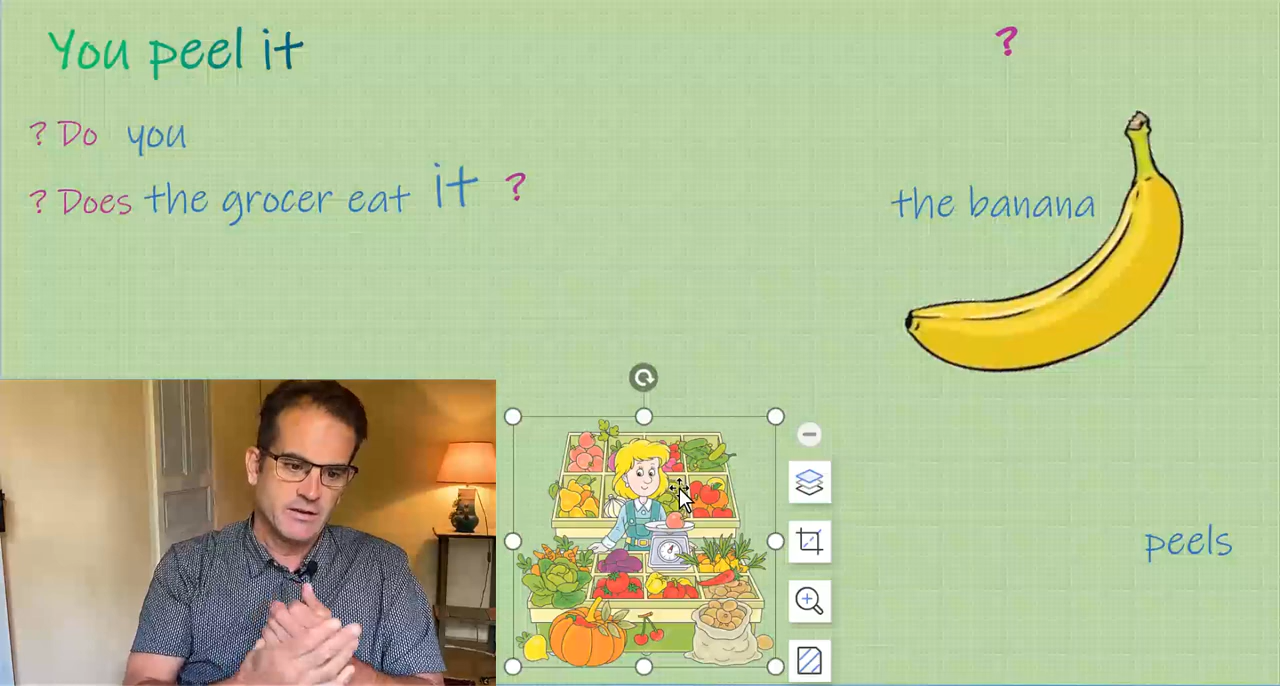 You peel it
?
? Do you
? Does the grocer eat it ?
the banana
peels